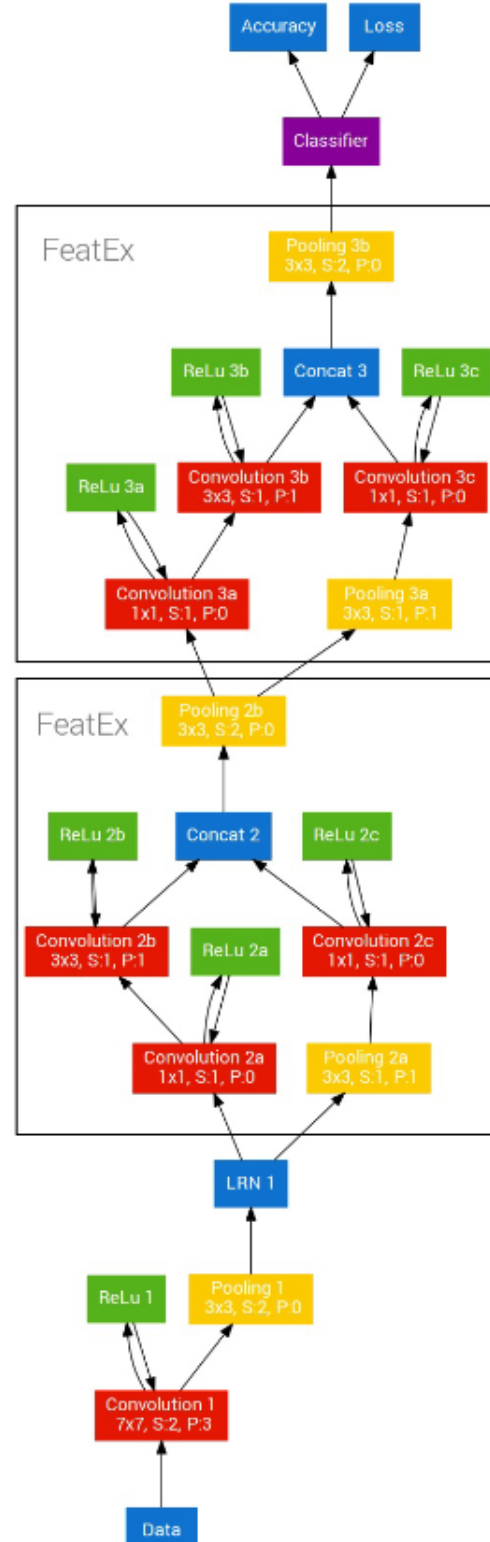 Accuracy
Loss
Classifier
FeatEx
Pooling 3b
3x3, S:2, P:0
ReLu 3b
Concat 3
ReLu 3c
ReLu 3a
Convolution 3b
3x3, S:1, P:1
Convolution 3c
1x1, S:1, P:0
Convolution 3a
1x1, S:1, P:0
Pooling 3a
3x3, S:1, P:1
FeatEx
Pooling 2b
3x3, S:2, P:0
ReLu 2b
Concat 2
ReLu 2c
Convolution 2b
3x3, S:1, P:1
ReLu 2a
Convolution 2c
1x1, S:1, P:0
Convolution 2a
1x1, S:1, P:0
Pooling 2a
3x3, S:1, P:1
LRN 1
ReLu 1
Pooling 1
3x3, S:2, P:0
Convolution 1
7x7, S:2, P:3
Data